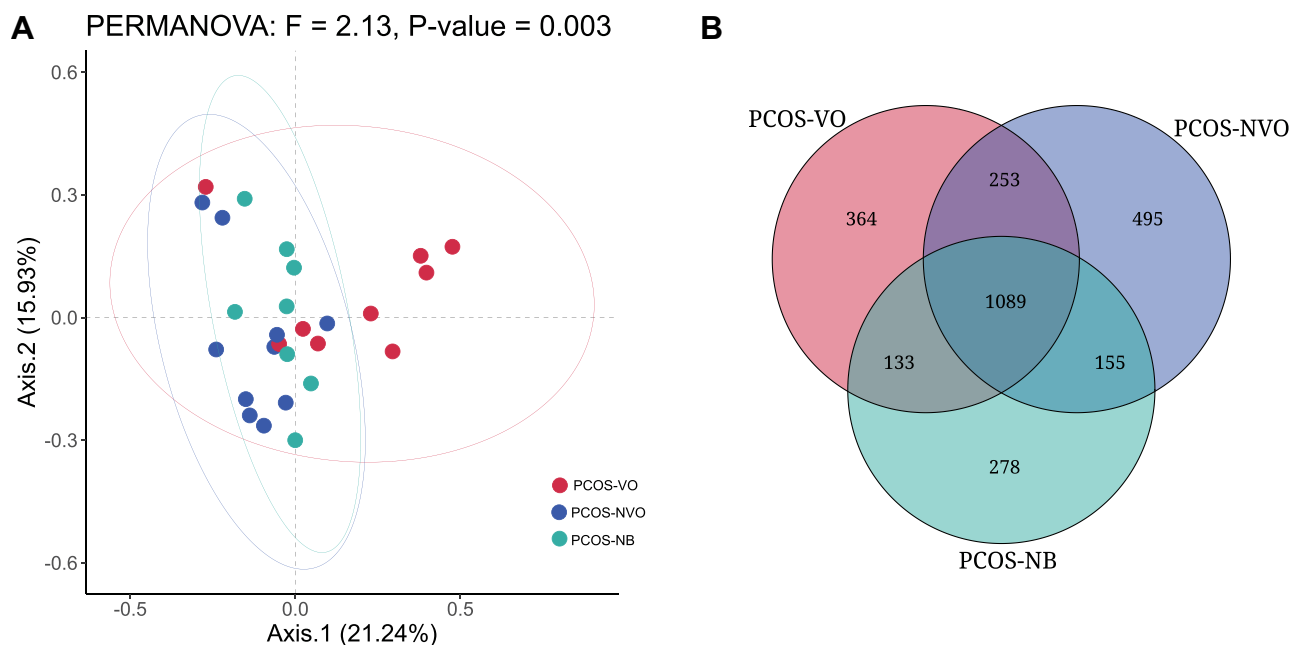 A
PERMANOVA: F = 2.13, P-value = 0.003
0.6
0.3
0.0
-0.3
-0.6
Axis.2 (15.93%)
-0.5
0.0
0.5
Axis.1 (21.24%)
PCOS-VO
PCOS-NVO
PCOS-NB
B
PCOS-VO
PCOS-NVO
253
364
495
1089
133
155
278
PCOS-NB